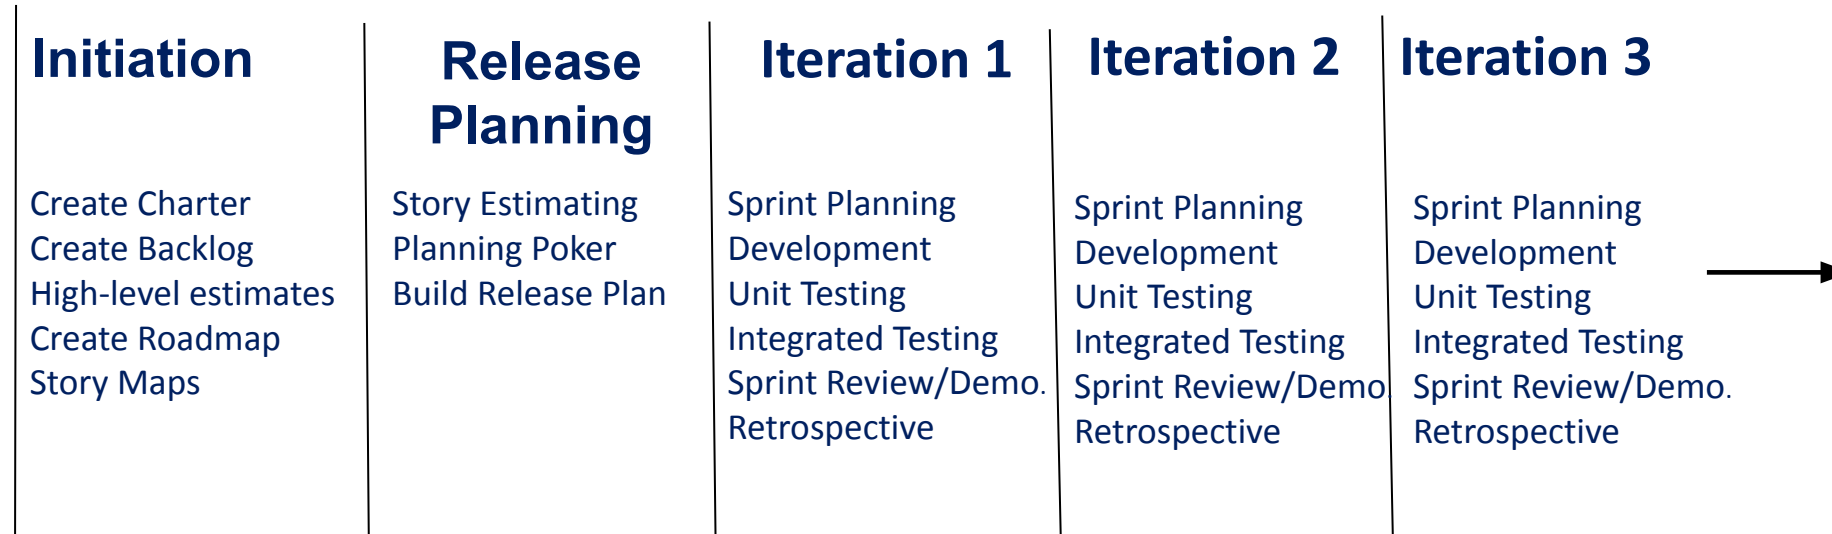 Initiation
Create Charter
Create Backlog
High-level estimates
Create Roadmap
Story Maps
Release
Planning
Story Estimating
Planning Poker
Build Release Plan
Iteration 1
Sprint Planning
Development
Unit Testing
Integrated Testing
Sprint Review/Demo.
Retrospective
Iteration 2
Sprint Planning
Development
Unit Testing
Integrated Testing
Sprint Review/Demo.
Retrospective
Iteration 3
Sprint Planning
Development
Unit Testing
Integrated Testing
Sprint Review/Demo.
Retrospective